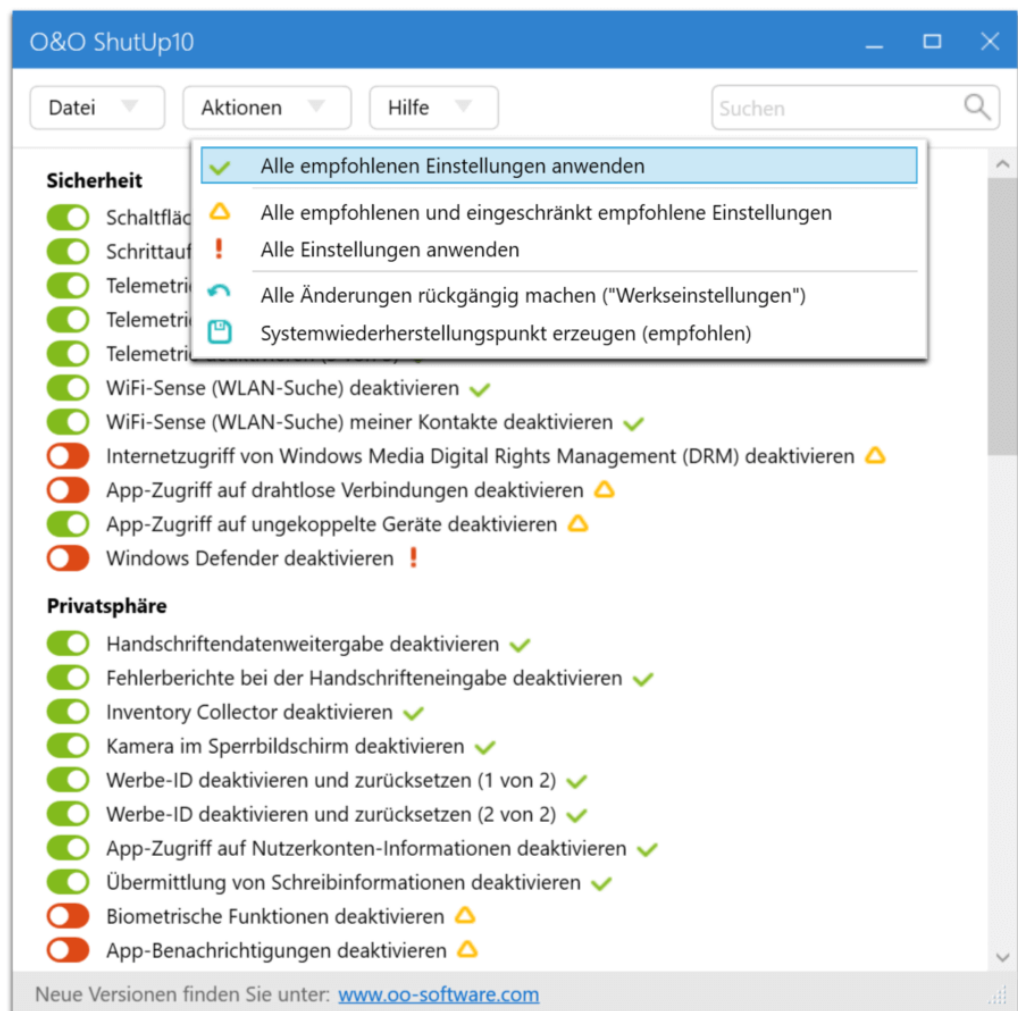 O&O ShutUp10
Datei Aktionen Hilfe Suchen
Alle empfohlenen Einstellungen anwenden
Alle empfohlenen und eingeschränkt empfohlene Einstellungen
Alle Einstellungen anwenden
Alle Änderungen rückgängig machen ("Werkseinstellungen")
Systemwiederherstellungspunkt erzeugen (empfohlen)
Sicherheit
WiFi-Sense (WLAN-Suche) deaktivieren
WiFi-Sense (WLAN-Suche) meiner Kontakte deaktivieren
Internetzugriff von Windows Media Digital Rights Management (DRM) deaktivieren
App-Zugriff auf drahtlose Verbindungen deaktivieren
App-Zugriff auf ungekoppelte Geräte deaktivieren
Windows Defender deaktivieren
Privatsphäre
Handschriftendatenweitergabe deaktivieren
Fehlerberichte bei der Handschrifteneingabe deaktivieren
Inventory Collector deaktivieren
Kamera im Sperrbildschirm deaktivieren
Werbe-ID deaktivieren und zurücksetzen (1 von 2)
Werbe-ID deaktivieren und zurücksetzen (2 von 2)
App-Zugriff auf Nutzerkonten-Informationen deaktivieren
Übermittlung von Schreibinformationen deaktivieren
Biometrische Funktionen deaktivieren
App-Benachrichtigungen deaktivieren
Neue Versionen finden Sie unter: www.oo-software.com